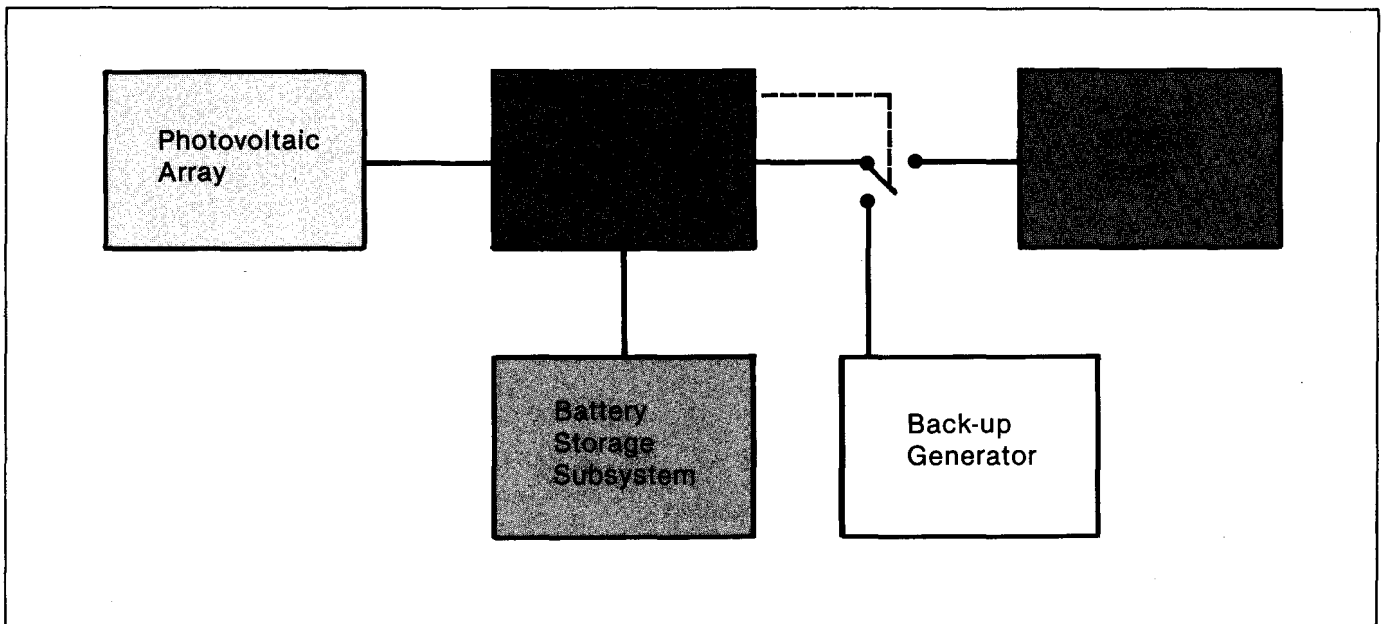 Photovoltaic
Array
Battery
Storage
Subsystem
Back-up
Generator